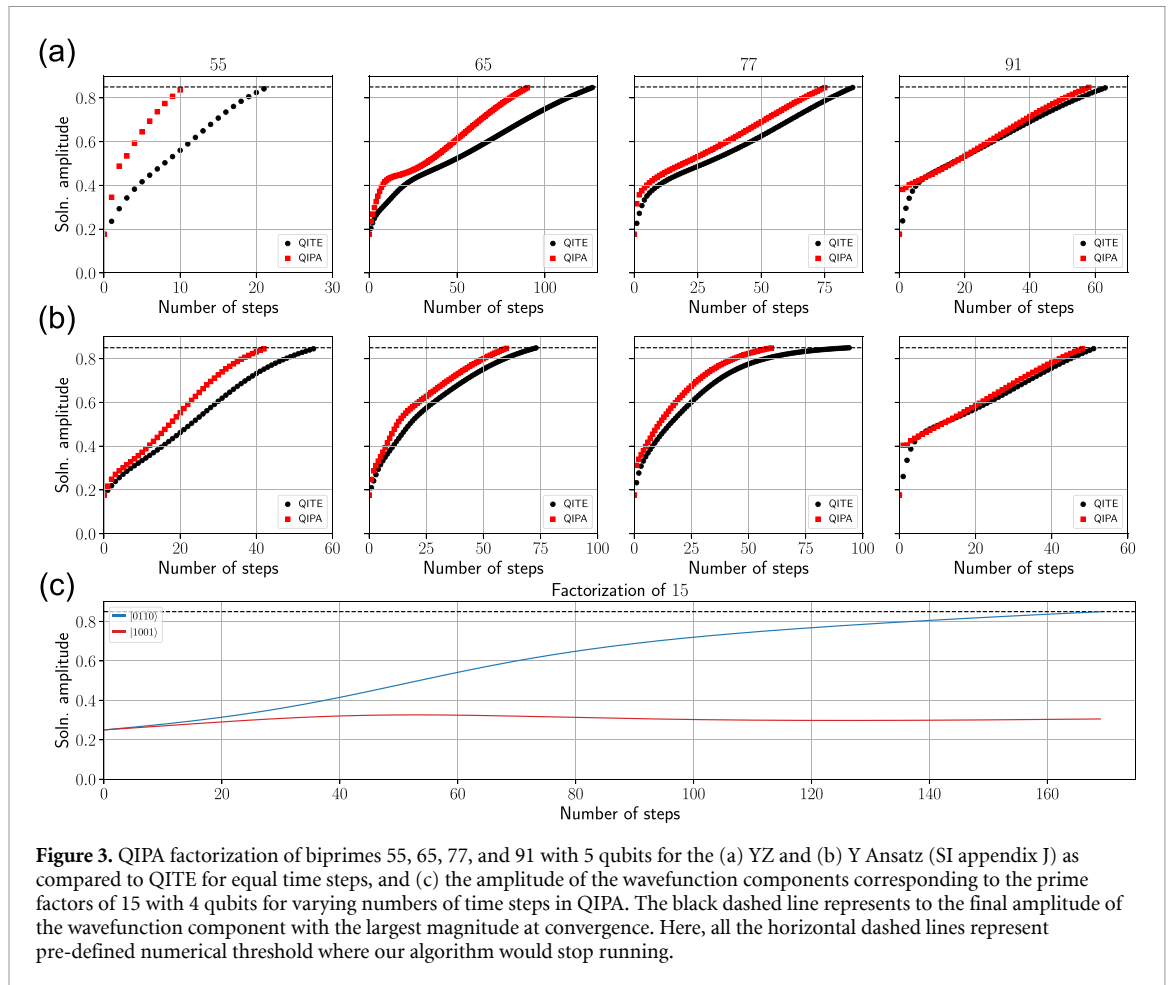 (a)
55 65 77 91
Soln. amplitude
0.8
0.6
0.4
0.2
0.0
QITE
QIPA
QITE
QIPA
QITE
QIPA
QITE
QIPA
0 10 20 30 0 50 100 0 25 50 75 0 20 40 60
Number of steps Number of steps Number of steps Number of steps
(b)
Soln. amplitude
0.8
0.6
0.4
0.2
0.0
QITE
QIPA
QITE
QIPA
QITE
QIPA
QITE
QIPA
0 20 40 60 0 25 50 75 100 0 25 50 75 100 0 20 40 60
Number of steps Number of steps Number of steps Number of steps
(c)
Factorization of 15
Soln. amplitude
0.8
0.6
0.4
0.2
0.0
|0110⟩
|1001⟩
0 20 40 60 80 100 120 140 160
Number of steps
Figure 3. QIPA factorization of biprimes 55, 65, 77, and 91 with 5 qubits for the (a) YZ and (b) Y Ansatz (SI appendix J) as
compared to QITE for equal time steps, and (c) the amplitude of the wavefunction components corresponding to the prime
factors of 15 with 4 qubits for varying numbers of time steps in QIPA. The black dashed line represents to the final amplitude of
the wavefunction component with the largest magnitude at convergence. Here, all the horizontal dashed lines represent
pre-defined numerical threshold where our algorithm would stop running.